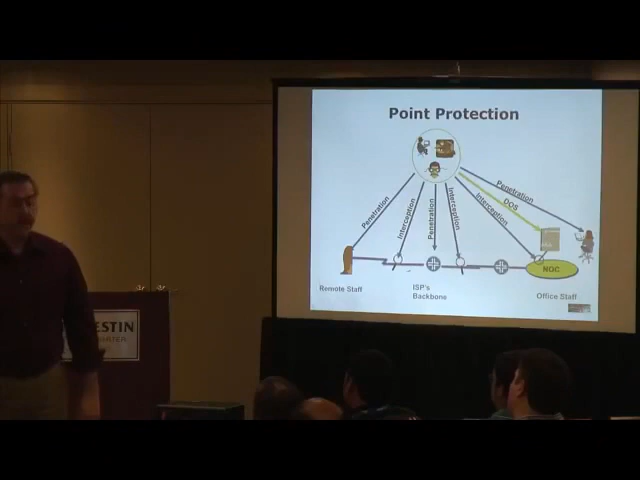 Point Protection
Penetration
Interception
Penetration
Interception
Interception
DOS
Penetration
NGC
Remote Staff
ISP's
Backbone
Office Staff
ESTIN